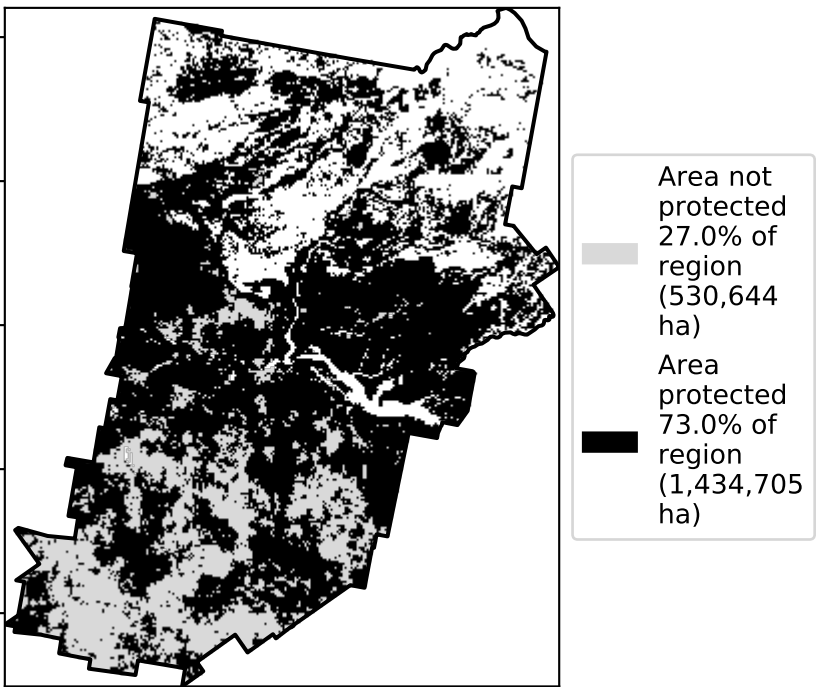 Area not
protected
27.0% of
region
(530,644
ha)
Area
protected
73.0% of
region
(1,434,705
ha)